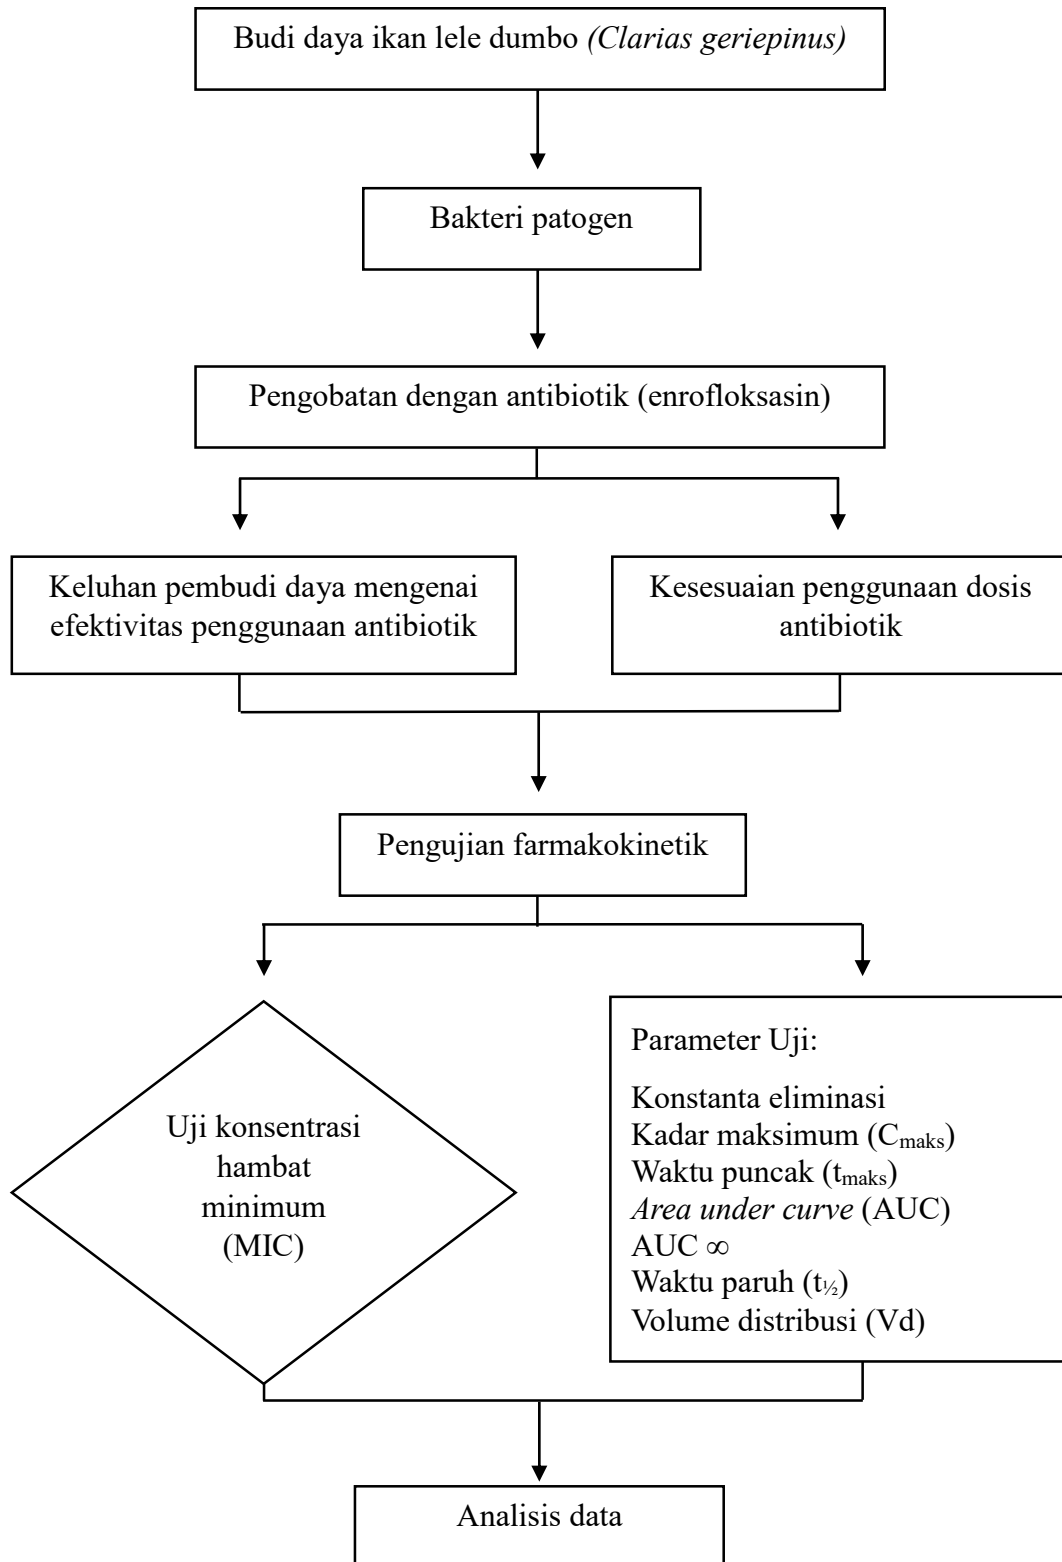 Budi daya ikan lele dumbo (Clarias geriepinus)
Bakteri patogen
Pengobatan dengan antibiotik (enrofloksasin)
Keluhan pembudi daya mengenai
efektivitas penggunaan antibiotik
Kesesuaian penggunaan dosis
antibiotik
Pengujian farmakokinetik
Uji konsentrasi
hambat
minimum
(MIC)
Parameter Uji:
Konstanta eliminasi
Kadar maksimum (Cmaks)
Waktu puncak (tmaks)
Area under curve (AUC)
AUC ∞
Waktu paruh (t½)
Volume distribusi (Vd)
Analisis data